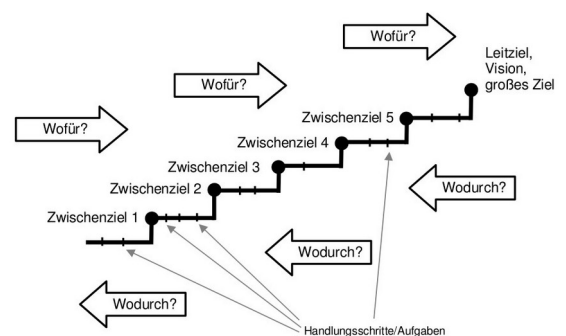 Wofür?
Leitziel,
Vision,
großes Ziel
Wofür?
Wofür?
Zwischenziel 5
Zwischenziel 4
Zwischenziel 3
Zwischenziel 2
Wodurch?
Zwischenziel 1
Wodurch?
Wodurch?
Handlungsschritte/Aufgaben